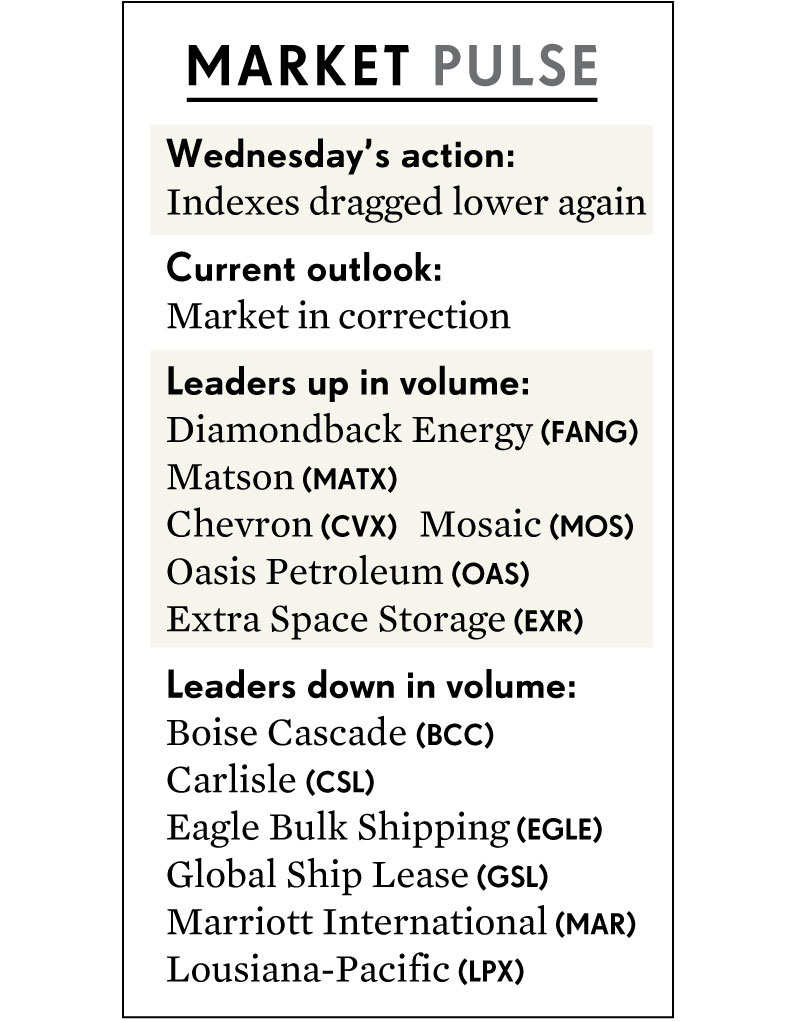 MARKET PULSE
Wednesday’s action:
Indexes dragged lower again
Current outlook:
Market in correction
Leaders up in volume:
Diamondback Energy (FANG)
Matson (MATX)
Chevron (CVX) Mosaic (MOS)
Oasis Petroleum (OAS)
Extra Space Storage (EXR)
Leaders down in volume:
Boise Cascade (BCC)
Carlisle (CSL)
Eagle Bulk Shipping (EGLE)
Global Ship Lease (GSL)
Marriott International (MAR)
Lousiana-Pacific (LPX)